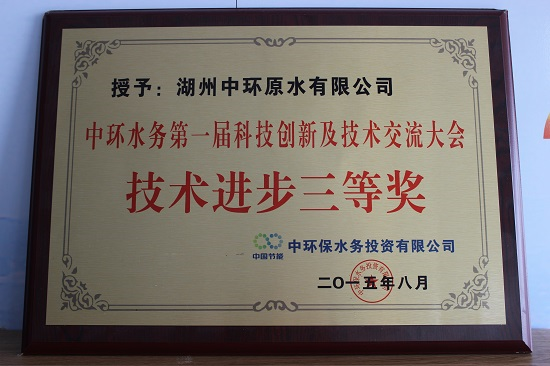 授予：湖州中环原水有限公司
中环水务第一届科技创新及技术交流大会
技术进步三等奖
中国节能
中环保水务投资有限公司
二〇一五年八月